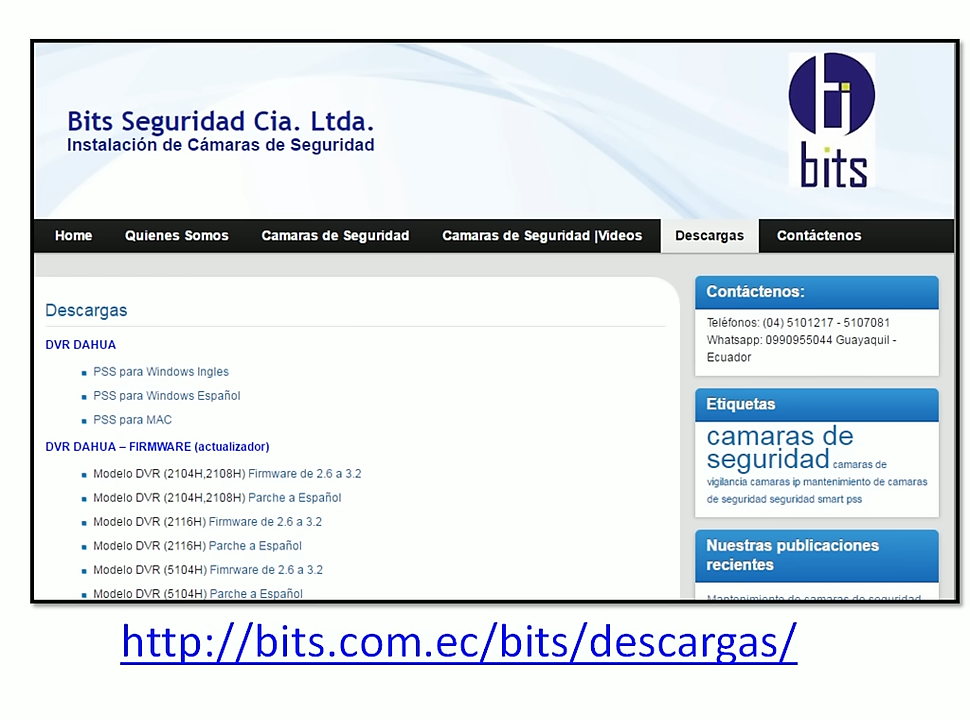 Bits Seguridad Cia. Ltda.
Instalación de Cámaras de Seguridad
bits
Home
Quienes Somos
Camaras de Seguridad
Camaras de Seguridad |Videos
Descargas
Contáctenos
Descargas
DVR DAHUA
PSS para Windows Ingles
PSS para Windows Español
PSS para MAC
DVR DAHUA – FIRMWARE (actualizador)
Modelo DVR (2104H,2108H) Firmware de 2.6 a 3.2
Modelo DVR (2104H,2108H) Parche a Español
Modelo DVR (2116H) Firmware de 2.6 a 3.2
Modelo DVR (2116H) Parche a Español
Modelo DVR (5104H) Fimrware de 2.6 a 3.2
Modelo DVR (5104H) Parche a Español
Contáctenos:
Teléfonos: (04) 5101217 - 5107081
Whatsapp: 0990955044 Guayaquil -
Ecuador
Etiquetas
camaras de
seguridad camaras de
vigilancia camaras ip mantenimiento de camaras
de seguridad seguridad smart pss
Nuestras publicaciones
recientes
Mantenimiento de camaras de seguridad
http://bits.com.ec/bits/descargas/